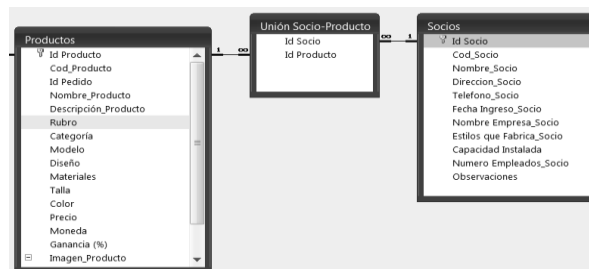 Productos
Id Producto
Cod_Producto
Id Pedido
Nombre_Producto
Descripción_Producto
Rubro
Categoría
Modelo
Diseño
Materiales
Talla
Color
Precio
Moneda
Ganancia (%)
Imagen_Producto
1 ∞
Unión Socio-Producto
Id Socio
Id Producto
∞ 1
Socios
Id Socio
Cod_Socio
Nombre_Socio
Direccion_Socio
Telefono_Socio
Fecha Ingreso_Socio
Nombre Empresa_Socio
Estilos que Fabrica_Socio
Capacidad Instalada
Numero Empleados_Socio
Observaciones